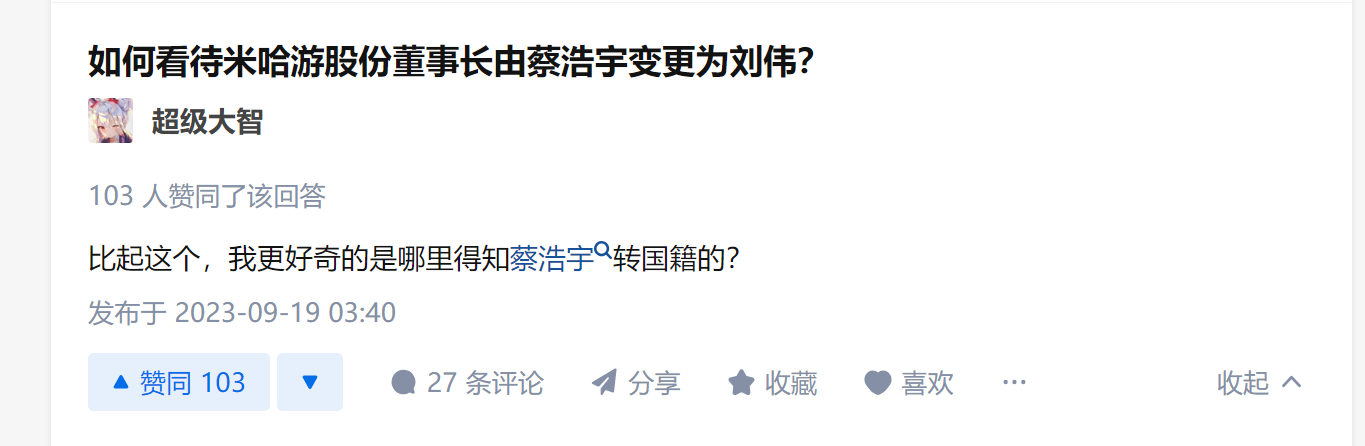 如何看待米哈游股份董事长由蔡浩宇变更为刘伟？
超级大智
103 人赞同了该回答
比起这个，我更好奇的是哪里得知蔡浩宇转国籍的？
发布于 2023-09-19 03:40
赞同 103 27 条评论 分享 收藏 喜欢 ··· 收起